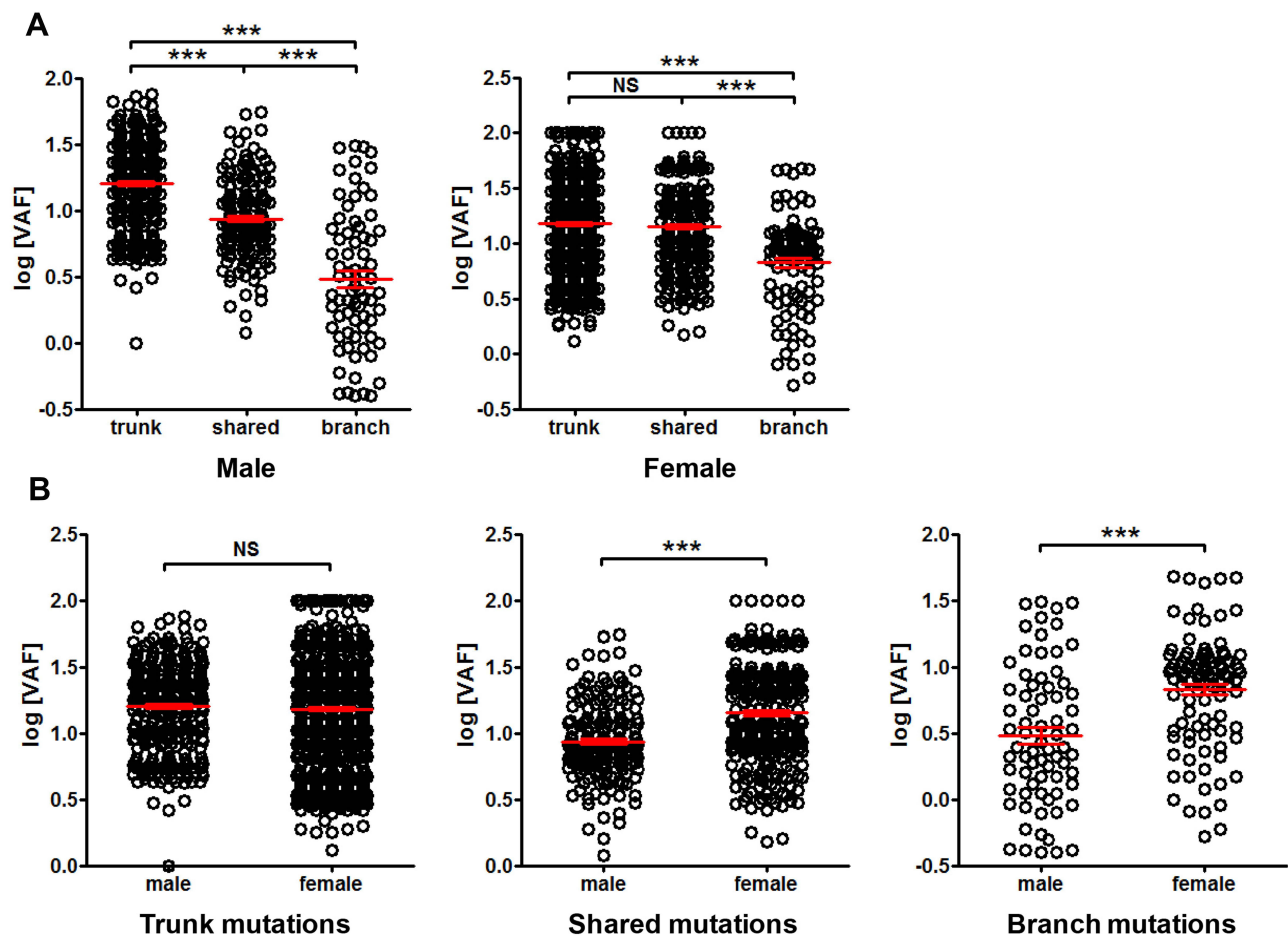 A
***
*** ***
2.0
1.5
1.0
0.5
0.0
-0.5
log [VAF]
trunk shared branch
Male
***
NS ***
2.5
2.0
1.5
1.0
0.5
0.0
-0.5
log [VAF]
trunk shared branch
Female
B
NS
2.5
2.0
1.5
1.0
0.5
0.0
log [VAF]
male female
Trunk mutations
***
2.5
2.0
1.5
1.0
0.5
0.0
log [VAF]
male female
Shared mutations
***
2.0
1.5
1.0
0.5
0.0
-0.5
log [VAF]
male female
Branch mutations